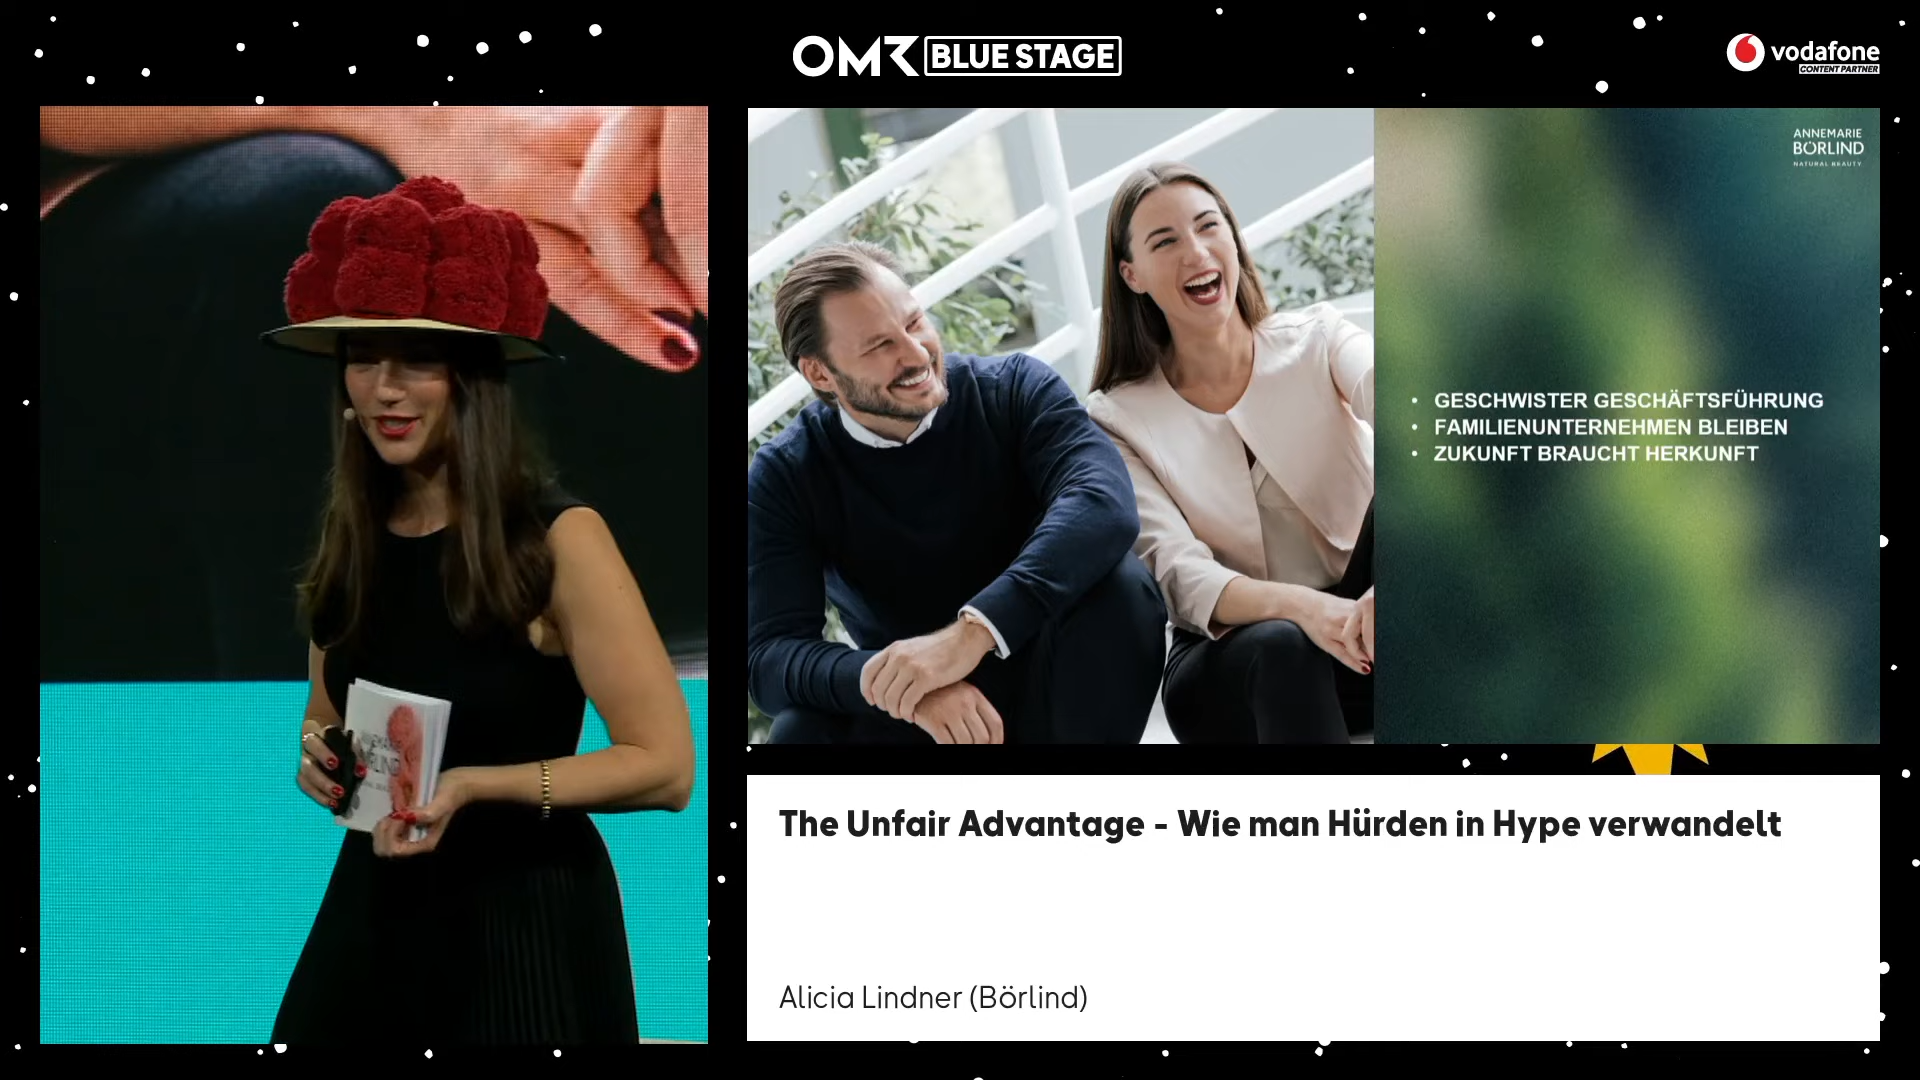 OMR BLUE STAGE
vodafone
CONTENT PARTNER
ANNEMARIE
BÖRLIND
NATURAL BEAUTY
• GESCHWISTER GESCHÄFTSFÜHRUNG
• FAMILIENUNTERNEHMEN BLEIBEN
• ZUKUNFT BRAUCHT HERKUNFT
The Unfair Advantage - Wie man Hürden in Hype verwandelt
Alicia Lindner (Börlind)